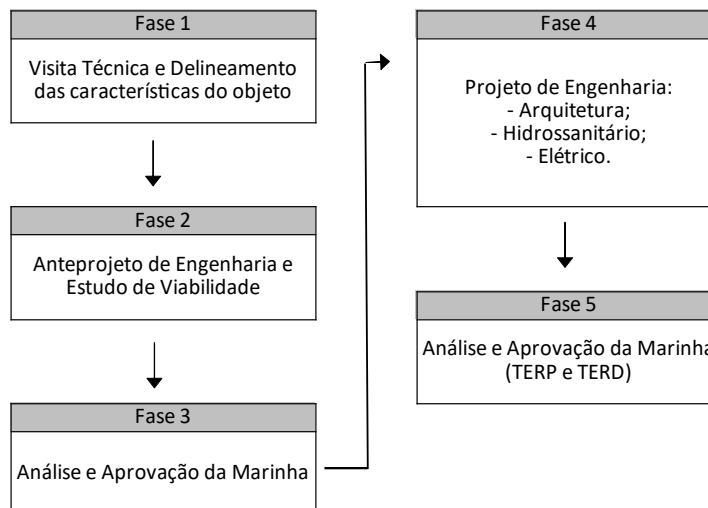 Fase 1
Visita Técnica e Delineamento
das características do objeto
Fase 2
Anteprojeto de Engenharia e
Estudo de Viabilidade
Fase 3
Análise e Aprovação da Marinha
Fase 4
Projeto de Engenharia:
- Arquitetura;
- Hidrossanitário;
- Elétrico.
Fase 5
Análise e Aprovação da Marinha
(TERP e TERD)